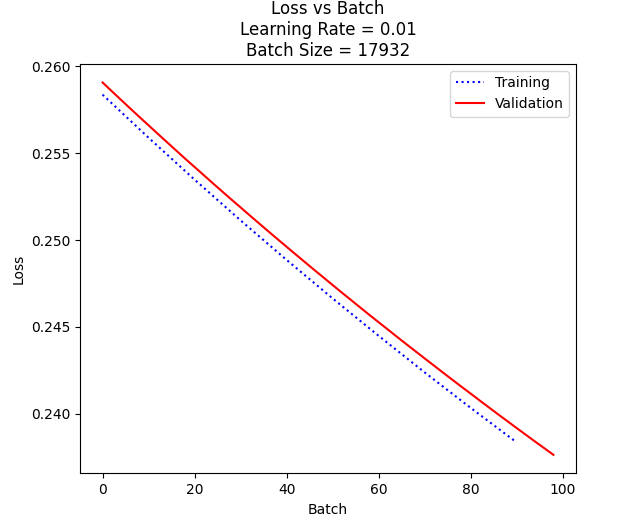 Loss vs Batch
Learning Rate = 0.01
Batch Size = 17932
0.260
0.255
0.250
0.245
0.240
Loss
Training
Validation
0
20
40
60
80
100
Batch